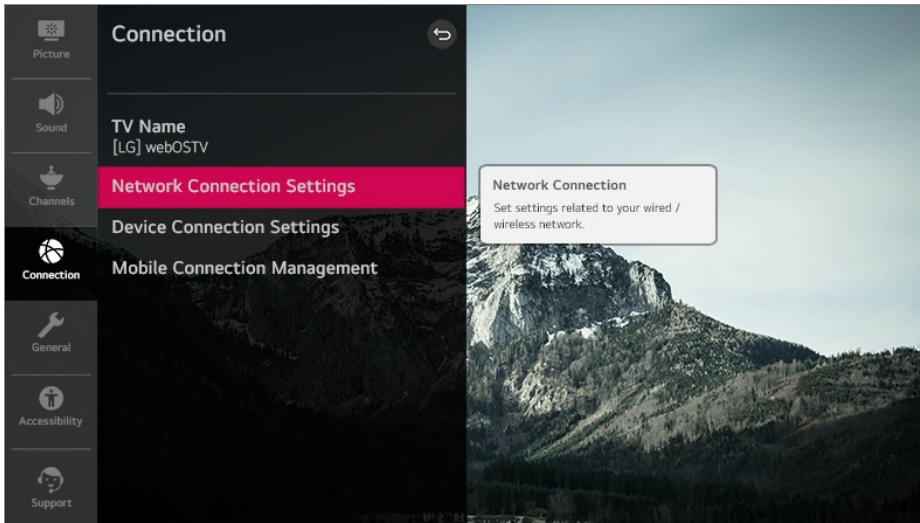 Picture
Sound
Channels
Connection
General
Accessibility
Support
Connection
TV Name
[LG] webOSTV
Network Connection Settings
Device Connection Settings
Mobile Connection Management
Network Connection
Set settings related to your wired /
wireless network.